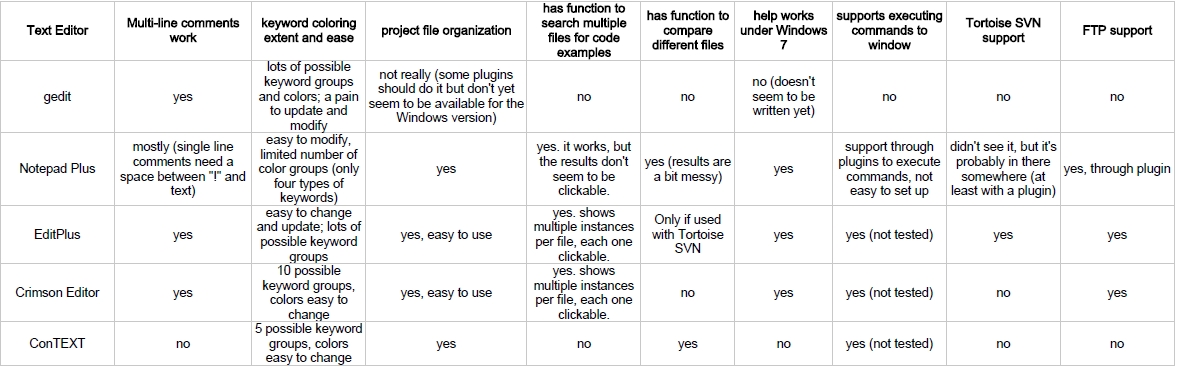 Text Editor
Multi-line comments
work
keyword coloring
extent and ease
project file organization
has function to
search multiple
files for code
examples
has function to
compare
different files
help works
under Windows
7
supports executing
commands to
window
Tortoise SVN
support
FTP support
gedit
yes
lots of possible
keyword groups
and colors; a pain
to update and
modify
not really (some plugins
should do it but don't yet
seem to be available for the
Windows version)
no
no
no (doesn't
seem to be
written yet)
no
no
no
Notepad Plus
mostly (single line
comments need a
space between "!" and
text)
easy to modify,
limited number of
color groups (only
four types of
keywords)
yes
yes. it works, but
the results don't
seem to be
clickable.
yes (results are
a bit messy)
yes
support through
plugins to execute
commands, not
easy to set up
didn't see it, but it's
probably in there
somewhere (at
least with a plugin)
yes, through plugin
EditPlus
yes
easy to change
and update; lots of
possible keyword
groups
yes, easy to use
yes. shows
multiple instances
per file, each one
clickable.
Only if used
with Tortoise
SVN
yes
yes (not tested)
yes
yes
Crimson Editor
yes
10 possible
keyword groups,
colors easy to
change
yes, easy to use
yes. shows
multiple instances
per file, each one
clickable.
no
yes
yes (not tested)
no
yes
ConTEXT
no
5 possible keyword
groups, colors
easy to change
yes
no
yes
no
yes (not tested)
no
no